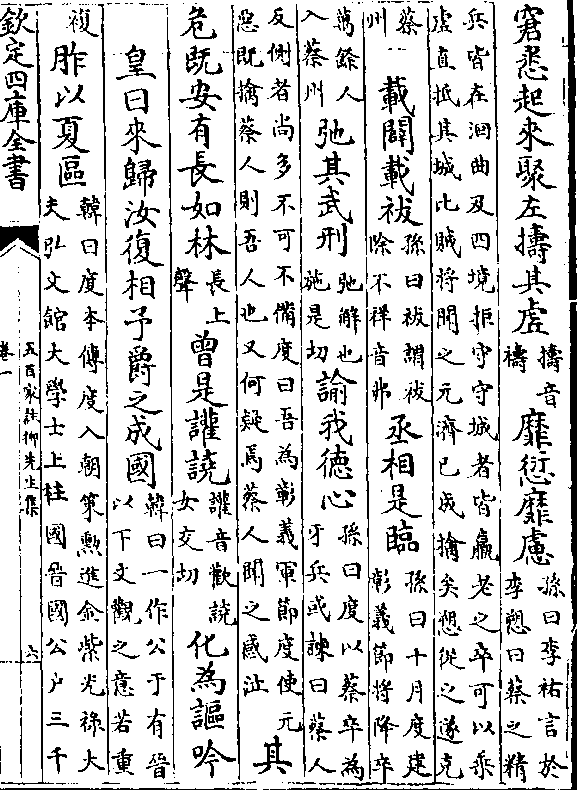 窘悉起來聚左擣其虛擣音
禱靡愆靡慮孫曰李祐言於
李愬曰蔡之精
兵皆在洄曲及四境拒守守城者皆羸老之卒可以乘
虛直抵其城比賊將聞之元濟已成擒矣愬從之遂克
蔡
州載闢載祓孫曰祓謂祓
除不祥音弗丞相是臨孫曰十月度建
彰義節將降卒
萬餘人
入蔡州弛其武刑弛解也
施是切諭我德心孫曰度以蔡卒為
牙兵或諫曰蔡人
反側者尚多不可不備度曰吾為彰義軍節度使元
惡既擒蔡人則吾人也又何疑焉蔡人聞之感泣其
危既安有長如林長上
聲曾是讙譊讙音歡譊
女交切化為謳吟
皇曰來歸汝復相予爵之成國韓曰一作公于有晉
以下文觀之意若重
複胙以夏區韓曰度本傳度入朝策勲進金紫光祿大
夫弘文館大學士上柱國晉國公户三千
欽定四庫全書
卷一
五百家註柳先生集
六